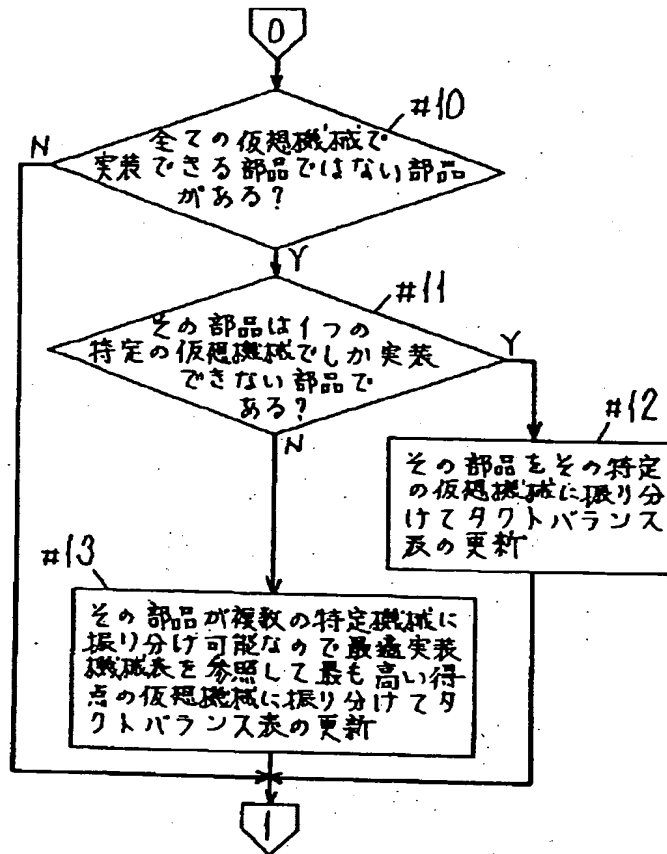 0
#10
全ての仮想機械で
実装できる部品ではない部品
がある?
N
Y
#11
その部品は1つの
特定の仮想機械でしか実装
できない部品で
ある?
Y
N
#12
その部品をその特定
の仮想機械に振り分
けてタクトバランス
表の更新
#13
その部品が複数の特定機械に
振り分け可能なので最適実装
機械表を参照して最も高い得
点の仮想機械に振り分けてタ
クトバランス表の更新
1